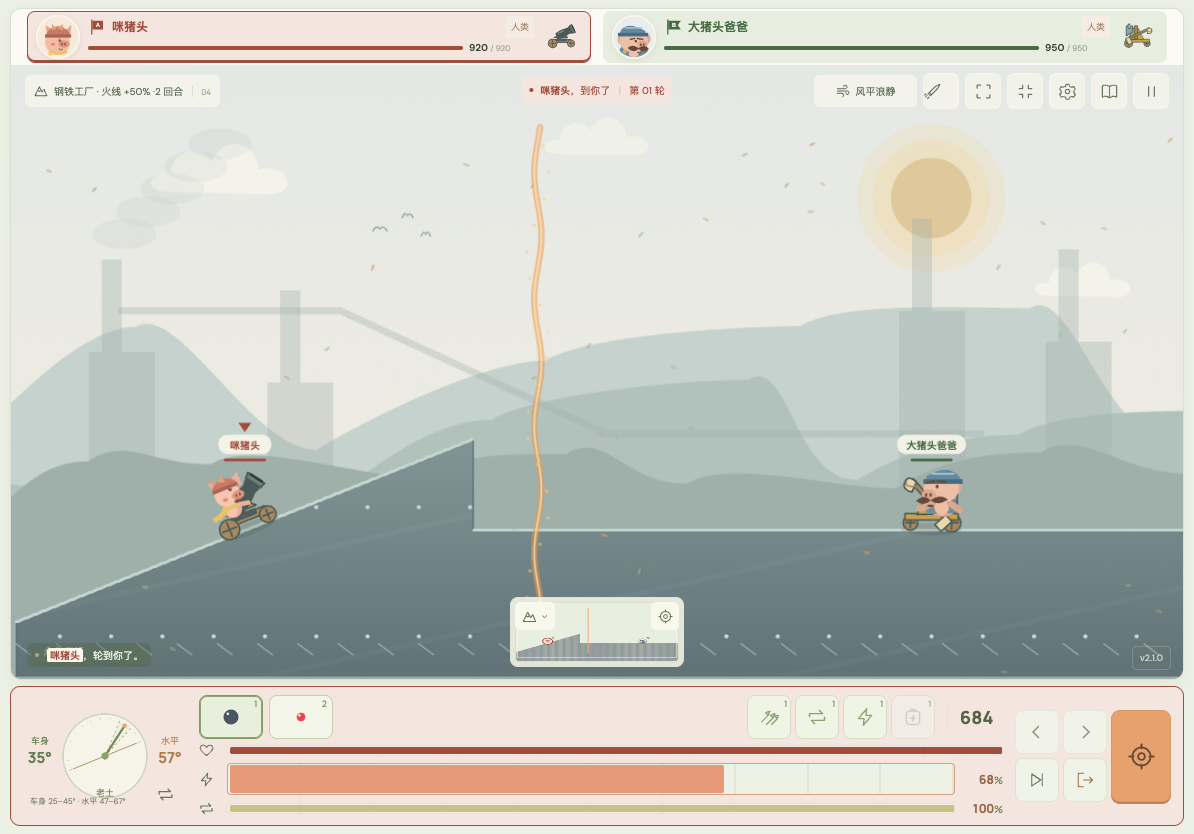 咪猪头
人类
920 / 920
大猪头爸爸
人类
950 / 950
钢铁工厂 · 火线 +50% ·2 回合 04
咪猪头，到你了 第 01 轮
风平浪静
咪猪头
大猪头爸爸
咪猪头，轮到你了。
v2.1.0
车身
35°
水平
57°
老土
车身 25–45° · 水平 47–67°
1
2
1
1
1
1
684
68%
100%